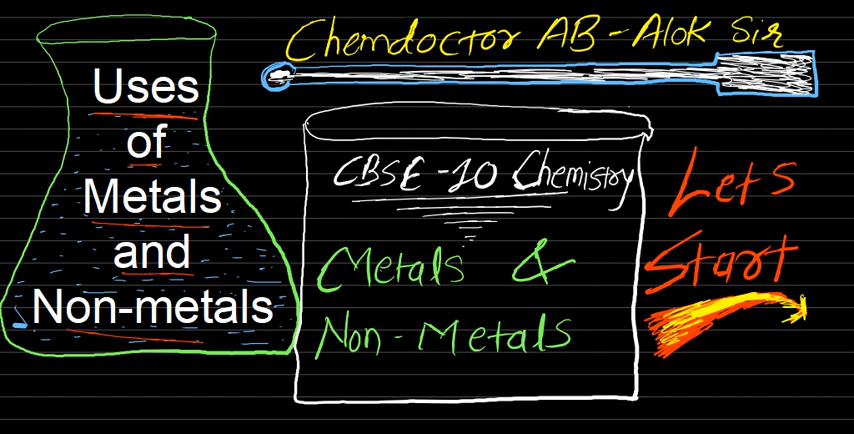 Chemdoctor AB-Alok Sir
Uses
of
Metals
and
Non-metals
CBSE-10 Chemistry
Metals &
Non-Metals
Lets
Start